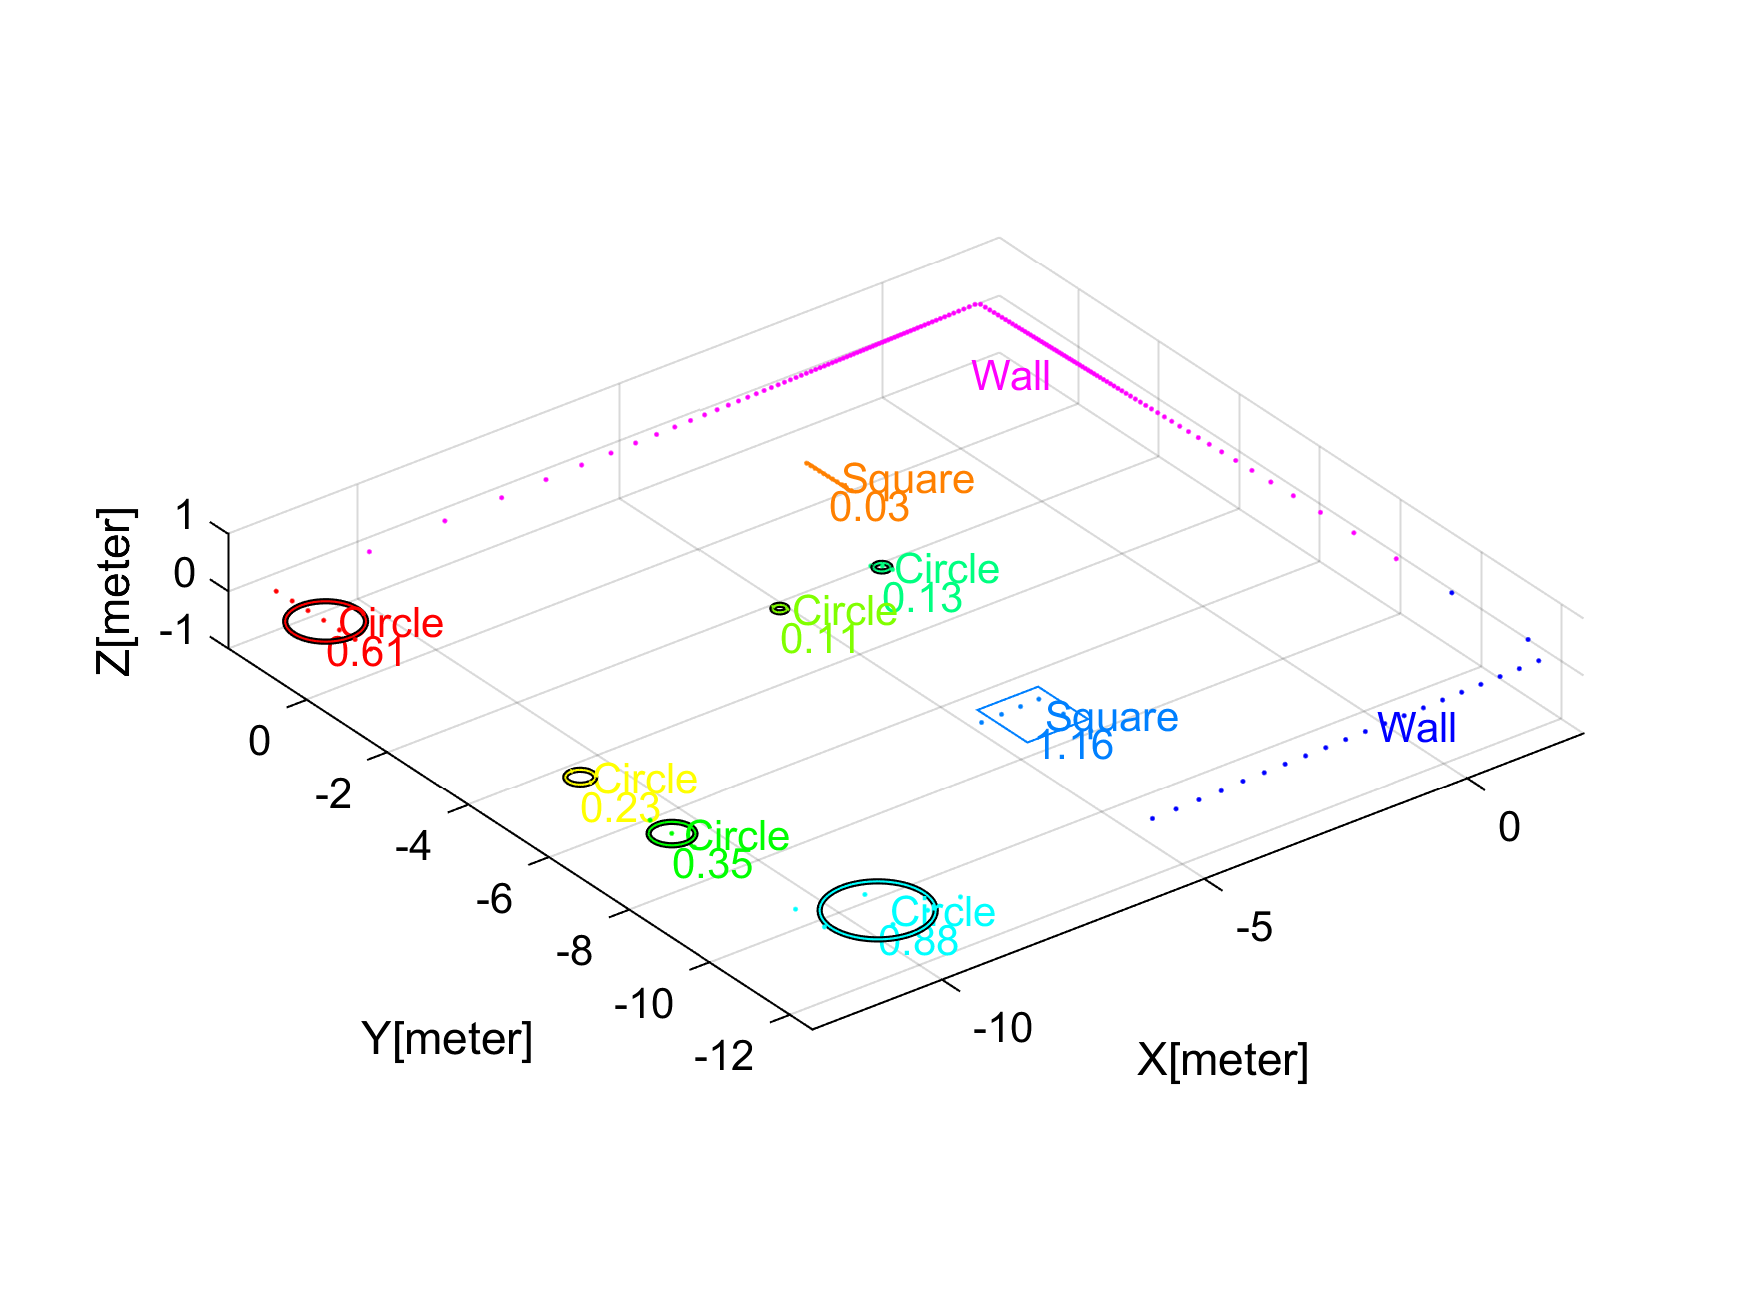 Wall
Square
0.03
Circle
0.13
Circle
0.11
Circle
0.61
Square
1.16
Wall
Circle
0.23
Circle
0.35
Circle
0.88
1
0
-1
Z[meter]
0
-2
-4
-6
-8
-10
-12
Y[meter]
0
-5
-10
X[meter]